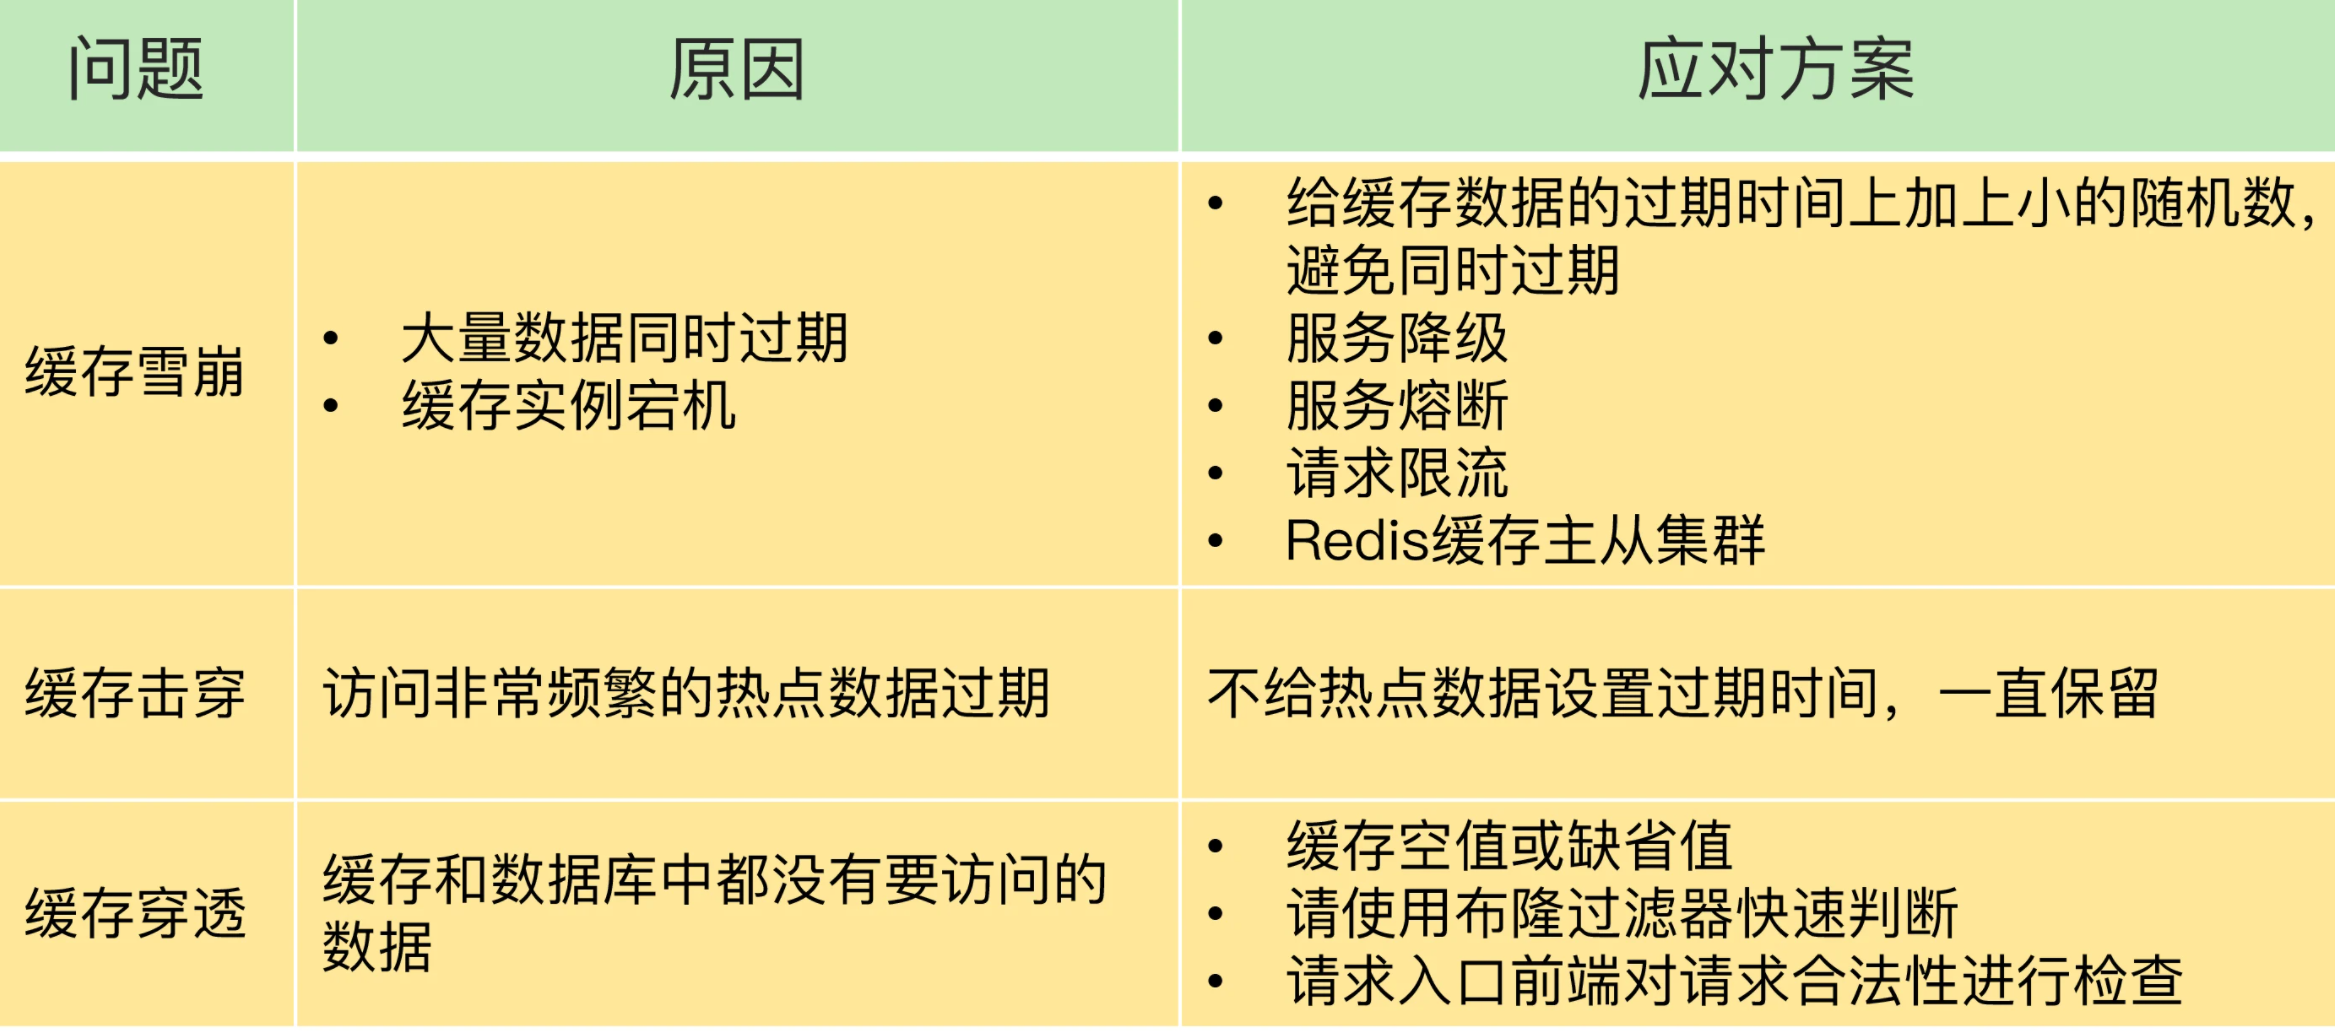 问题
原因
应对方案
缓存雪崩
• 大量数据同时过期
• 缓存实例宕机
• 给缓存数据的过期时间上加上小的随机数，
避免同时过期
• 服务降级
• 服务熔断
• 请求限流
• Redis缓存主从集群
缓存击穿
访问非常频繁的热点数据过期
不给热点数据设置过期时间，一直保留
缓存穿透
缓存和数据库中都没有要访问的
数据
• 缓存空值或缺省值
• 请使用布隆过滤器快速判断
• 请求入口前端对请求合法性进行检查